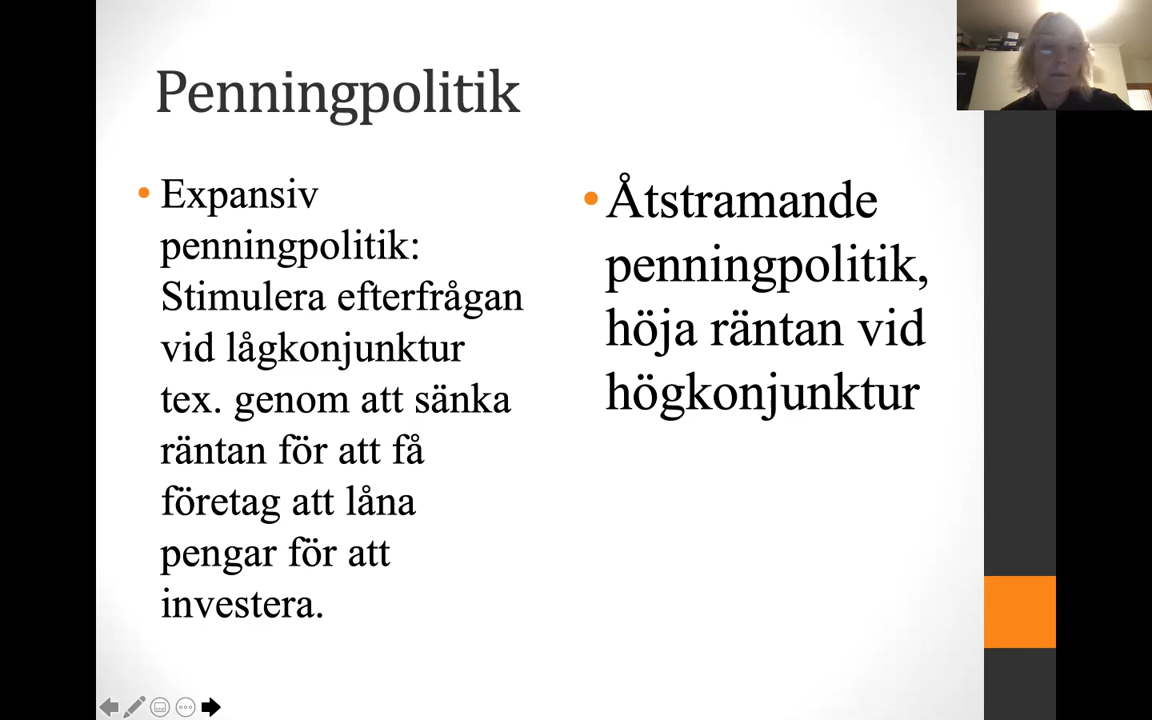 Penningpolitik
Expansiv
penningpolitik:
Stimulera efterfrågan
vid lågkonjunktur
tex. genom att sänka
räntan för att få
företag att låna
pengar för att
investera.
Åtstramande
penningpolitik,
höja räntan vid
högkonjunktur